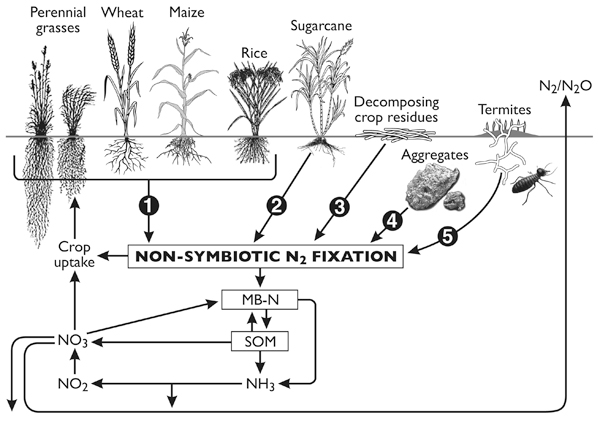 Perennial
grasses
Wheat
Maize
Rice
Sugarcane
Decomposing
crop residues
Termites
N2/N2O
Aggregates
1
2
3
4
5
Crop
uptake
NON-SYMBIOTIC N2 FIXATION
MB-N
NO3
SOM
NO2
NH3